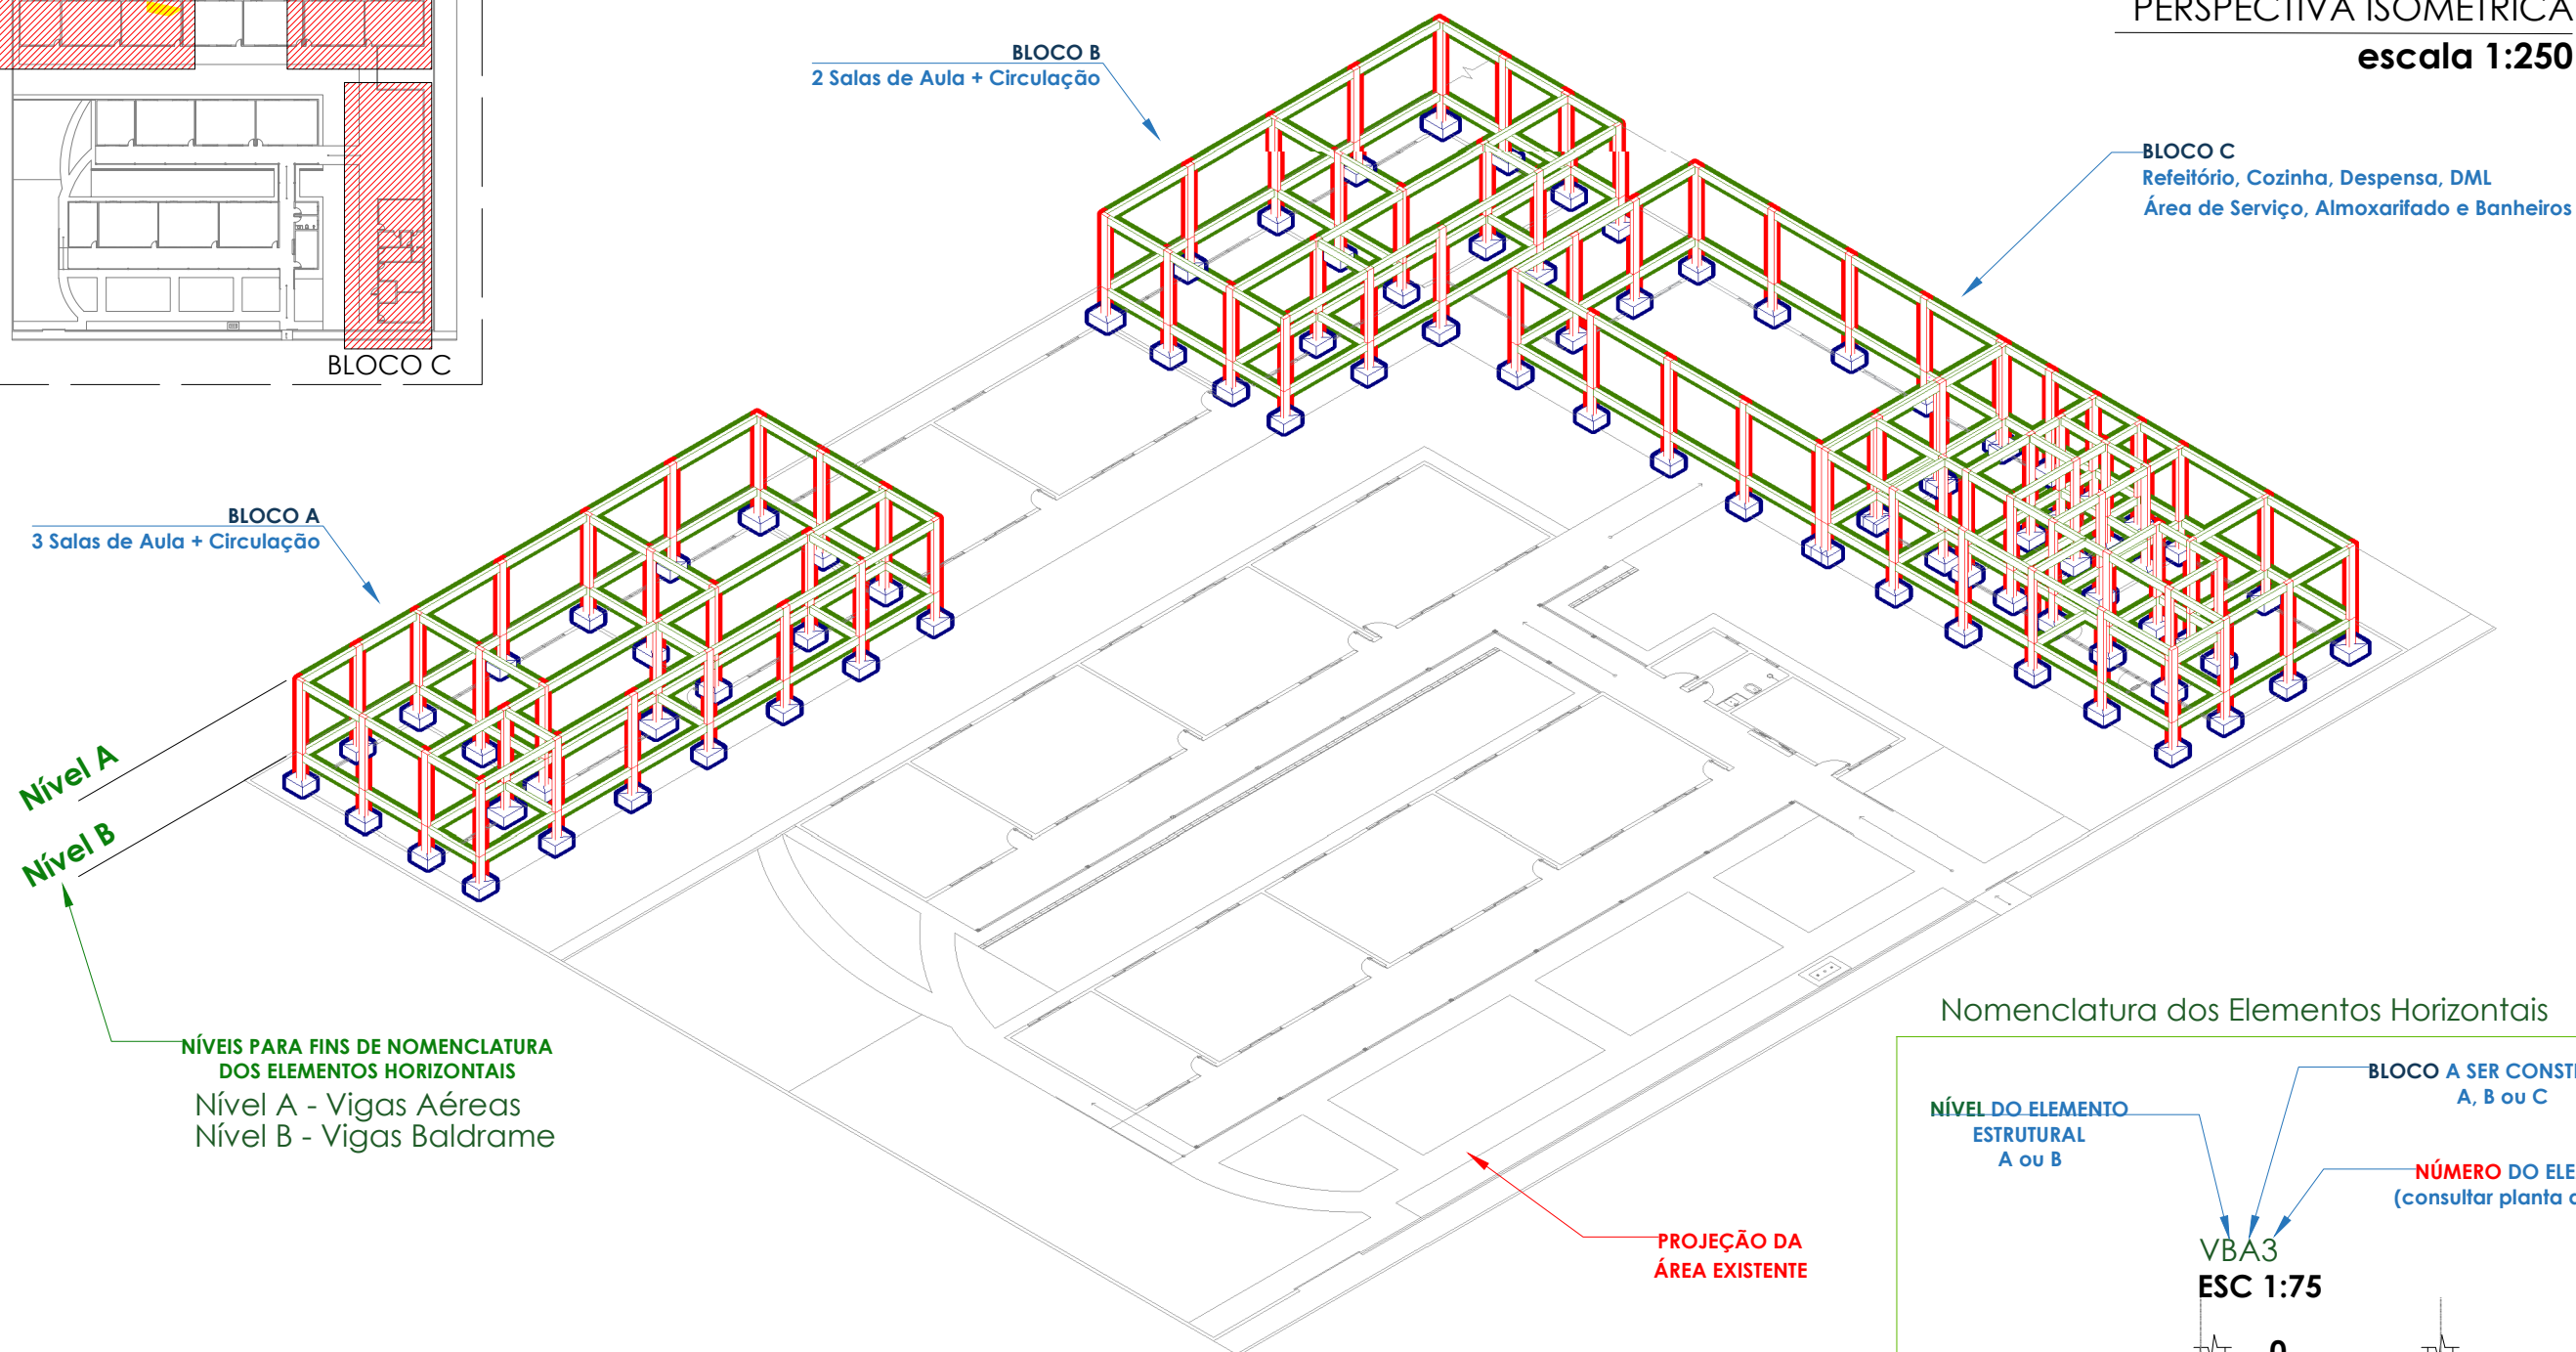 PERSPECTIVA ISOMÉTRICA
escala 1:250
BLOCO B
2 Salas de Aula + Circulação
BLOCO C
Refeitório, Cozinha, Despensa, DML
Área de Serviço, Almoxarifado e Banheiros
BLOCO C
BLOCO A
3 Salas de Aula + Circulação
Nível A
Nível B
NÍVEIS PARA FINS DE NOMENCLATURA
DOS ELEMENTOS HORIZONTAIS
Nível A - Vigas Aéreas
Nível B - Vigas Baldrame
PROJEÇÃO DA
ÁREA EXISTENTE
Nomenclatura dos Elementos Horizontais
BLOCO A SER
A, B ou C
NÍVEL DO ELEMENTO
ESTRUTURAL
A ou B
NÚMERO DO
(consultar planta
VBA3
ESC 1:75